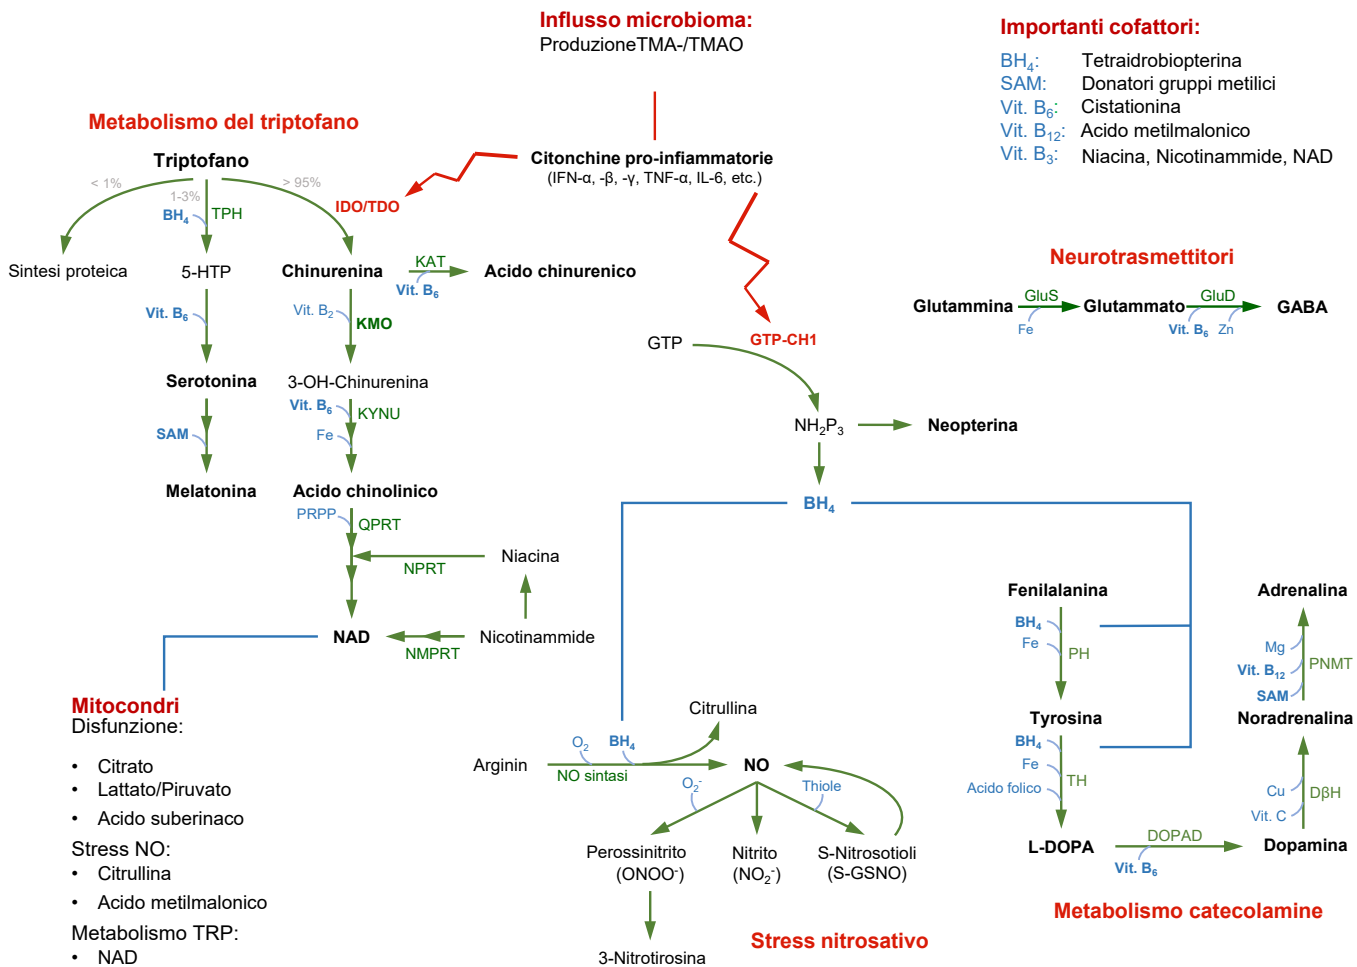 Influsso microbioma:
ProduzioneTMA-/TMAO
Importanti cofattori:
BH₄: Tetraidrobiopterina
SAM: Donatori gruppi metilici
Vit. B₆: Cistationina
Vit. B₁₂: Acido metilmalonico
Vit. B₃: Niacina, Nicotinammide, NAD
Metabolismo del triptofano
Triptofano
Citonchine pro-infiammatorie
(IFN-α, -β, -γ, TNF-α, IL-6, etc.)
< 1%
1-3%
> 95%
BH₄
TPH
IDO/TDO
Sintesi proteica
5-HTP
Chinurenina
KAT
Vit. B₆
Acido chinurenico
Vit. B₆
Vit. B₂
KMO
Serotonina
3-OH-Chinurenina
Vit. B₆
KYNU
SAM
Fe
Melatonina
Acido chinolinico
PRPP
QPRT
Niacina
NPRT
NAD
Nicotinammide
NMPRT
Neurotrasmettitori
Glutammina
GluS
Fe
Glutammato
GluD
Vit. B₆
Zn
GABA
GTP
GTP-CH1
NH₂P₃
Neopterina
BH₄
Mitocondri
Disfunzione:
• Citrato
• Lattato/Piruvato
• Acido suberinaco
Stress NO:
• Citrullina
• Acido metilmalonico
Metabolismo TRP:
• NAD
Citrullina
Arginin
O₂
BH₄
NO sintasi
NO
O₂⁻
Thiole
Perossinitrito
(ONOO⁻)
Nitrito
(NO₂⁻)
S-Nitrosotioli
(S-GSNO)
3-Nitrotirosina
Stress nitrosativo
Fenilalanina
BH₄
Fe
PH
Tyrosina
BH₄
Fe
TH
Acido folico
L-DOPA
DOPAD
Vit. B₆
Dopamina
Adrenalina
Mg
Vit. B₁₂
PNMT
SAM
Noradrenalina
Cu
DβH
Vit. C
Metabolismo catecolamine